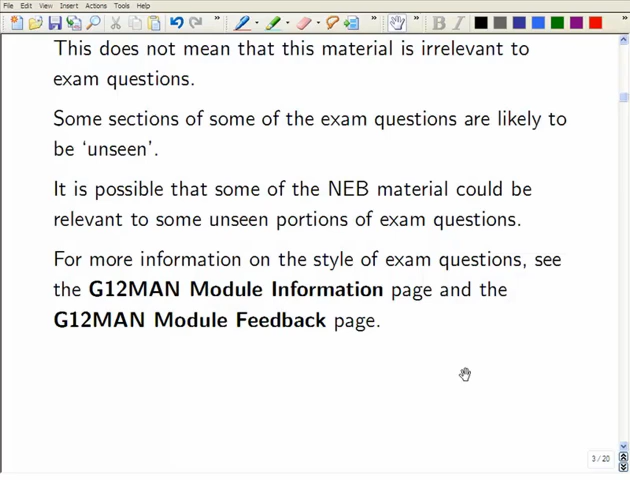 File Edit View Insert Actions Tools Help
This does not mean that this material is irrelevant to
exam questions.
Some sections of some of the exam questions are likely to
be ‘unseen’.
It is possible that some of the NEB material could be
relevant to some unseen portions of exam questions.
For more information on the style of exam questions, see
the G12MAN Module Information page and the
G12MAN Module Feedback page.
3 / 20